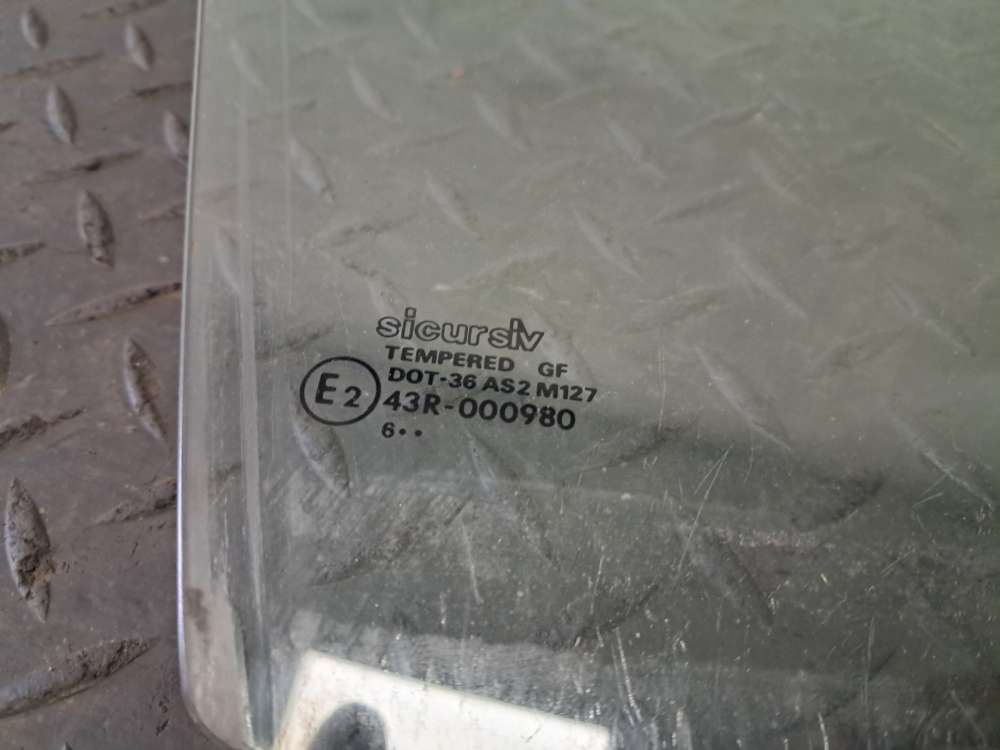 sicursiv
TEMPERED GF
DOT-36 AS2 M127
E2 43R-000980
6••